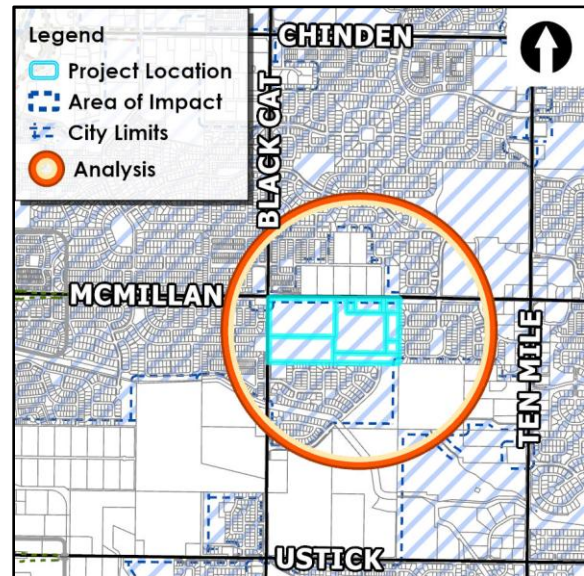 Legend
Project Location
Area of Impact
City Limits
Analysis
CHINDEN
BLACK CAT
MCMILLAN
TEN MILE
USTICK